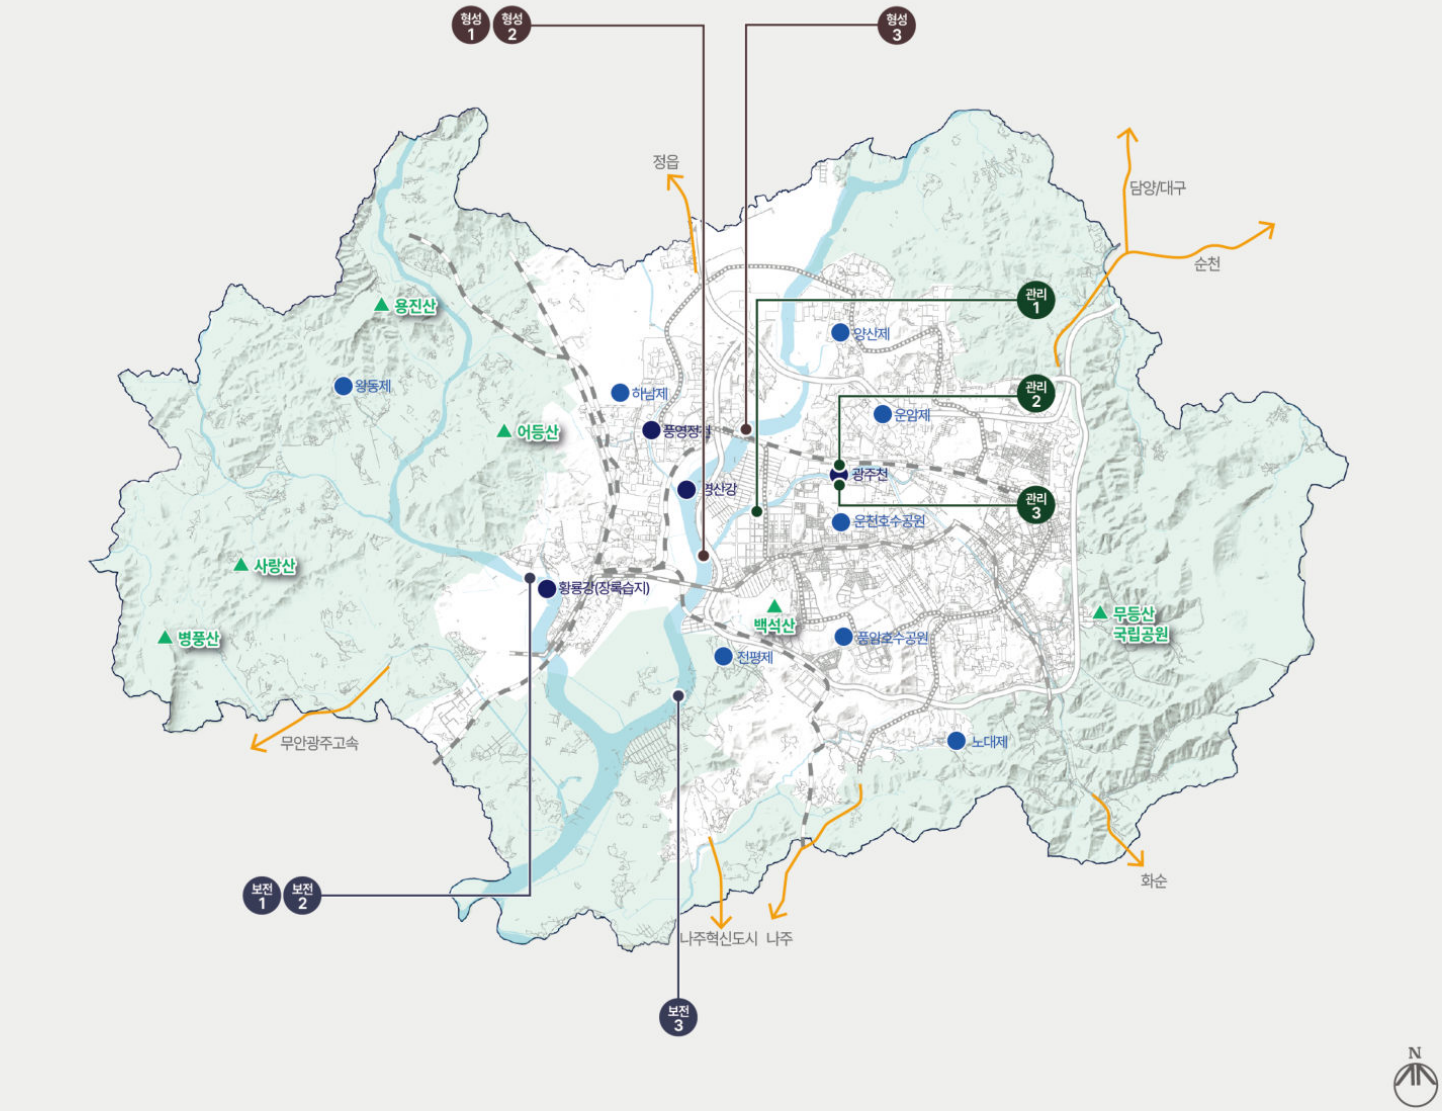 형성
1
형성
2
형성
3
정읍
담양/대구
순천
관리
1
용진산
양산제
왕동제
하남제
관리
2
운암제
어등산
풍영정
광주천
영산강
관리
3
운천호수공원
사랑산
황룡강(장록습지)
무등산
국립공원
백석산
병풍산
풍암호수공원
전평제
무안광주고속
노대제
화순
보전
1
보전
2
나주혁신도시
나주
보전
3
N